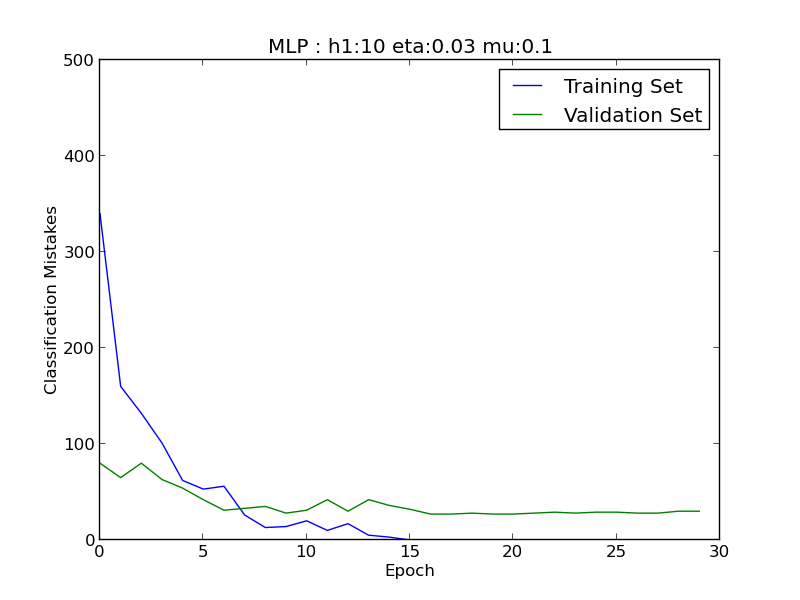 MLP : h1:10 eta:0.03 mu:0.1
500
400
300
200
100
0
Classification Mistakes
Training Set
Validation Set
0 5 10 15 20 25 30
Epoch